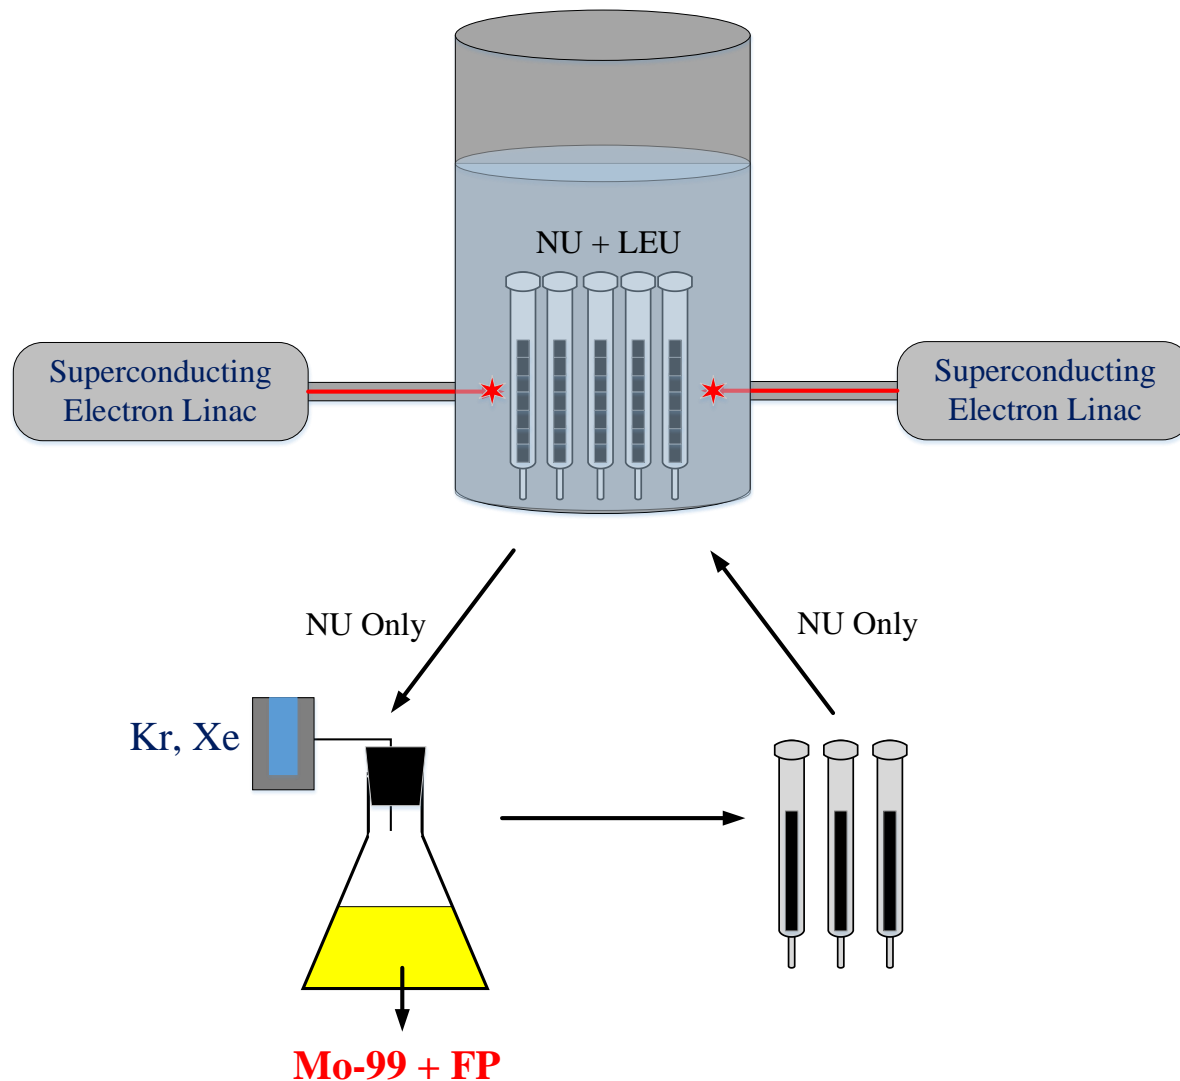 NU + LEU
Superconducting
Electron Linac
Superconducting
Electron Linac
NU Only
NU Only
Kr, Xe
Mo-99 + FP